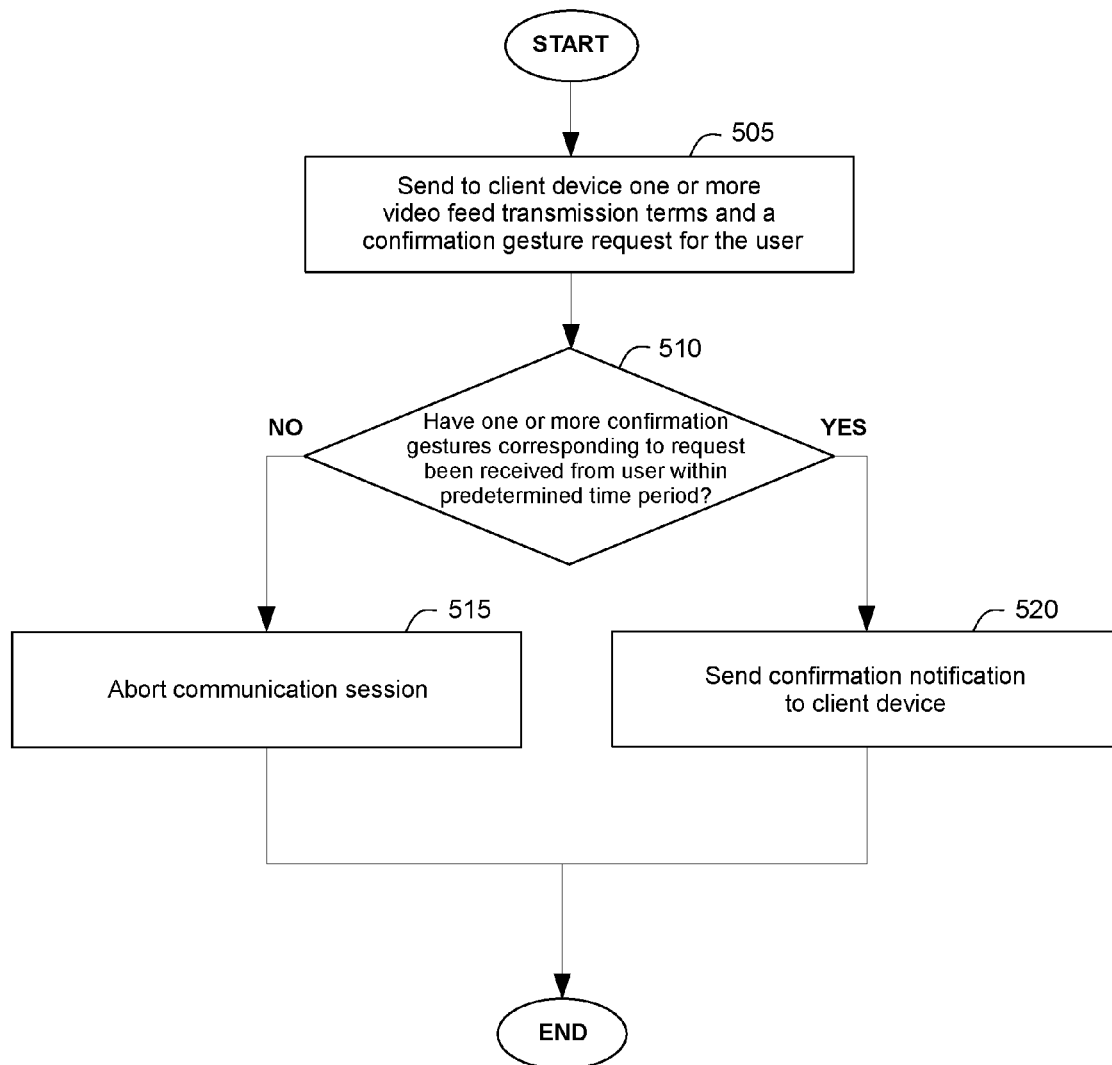 START
505
Send to client device one or more
video feed transmission terms and a
confirmation gesture request for the user
510
NO
YES
Have one or more confirmation
gestures corresponding to request
been received from user within
predetermined time period?
515
520
Abort communication session
Send confirmation notification
to client device
END